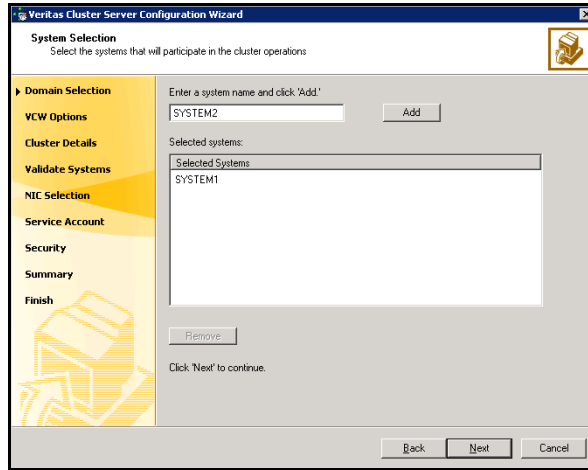 Veritas Cluster Server Configuration Wizard
System Selection
Select the systems that will participate in the cluster operations
Domain Selection
VCW Options
Cluster Details
Validate Systems
NIC Selection
Service Account
Security
Summary
Finish
Enter a system name and click 'Add.'
SYSTEM2
Add
Selected systems:
Selected Systems
SYSTEM1
Remove
Click 'Next' to continue.
Back
Next
Cancel